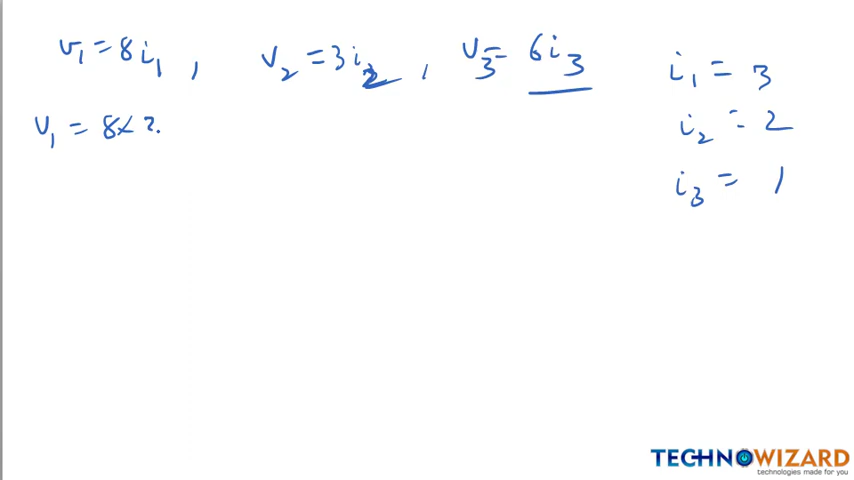 v₁ = 8i₁ , v₂ = 3i₂ , v₃ = 6i₃
i₁ = 3
v₁ = 8×
i₂ = 2
i₃ = 1
TECHNOWIZARD
technologies made for you